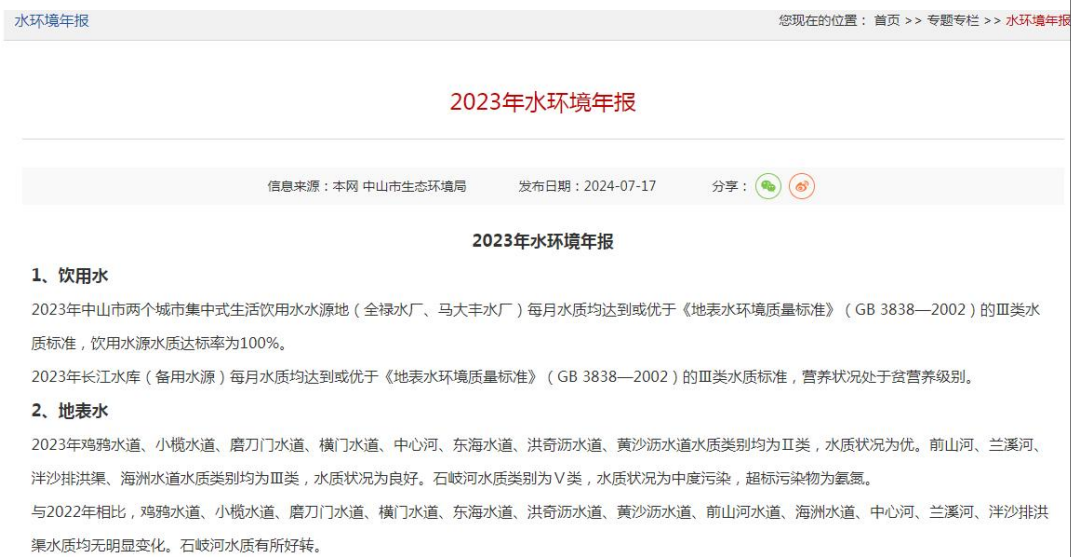 水环境年报
您现在的位置： 首页 >> 专题专栏 >> 水环境年报
2023年水环境年报
信息来源：本网 中山市生态环境局 发布日期：2024-07-17 分享：
2023年水环境年报
1、饮用水
2023年中山市两个城市集中式生活饮用水水源地（全禄水厂、马大丰水厂）每月水质均达到或优于《地表水环境质量标准》（GB 3838—2002）的Ⅲ类水
质标准，饮用水源水质达标率为100%。
2023年长江水库（备用水源）每月水质均达到或优于《地表水环境质量标准》（GB 3838—2002）的Ⅲ类水质标准，营养状况处于贫营养级别。
2、地表水
2023年鸡鸦水道、小榄水道、磨刀门水道、横门水道、中心河、东海水道、洪奇沥水道、黄沙沥水道水质类别均为Ⅱ类，水质状况为优。前山河、兰溪河、
泮沙排洪渠、海洲水道水质类别均为Ⅲ类，水质状况为良好。石岐河水质类别为Ⅴ类，水质状况为中度污染，超标污染物为氨氮。
与2022年相比，鸡鸦水道、小榄水道、磨刀门水道、横门水道、东海水道、洪奇沥水道、黄沙沥水道、前山河水道、海洲水道、中心河、兰溪河、泮沙排洪
渠水质均无明显变化。石岐河水质有所好转。